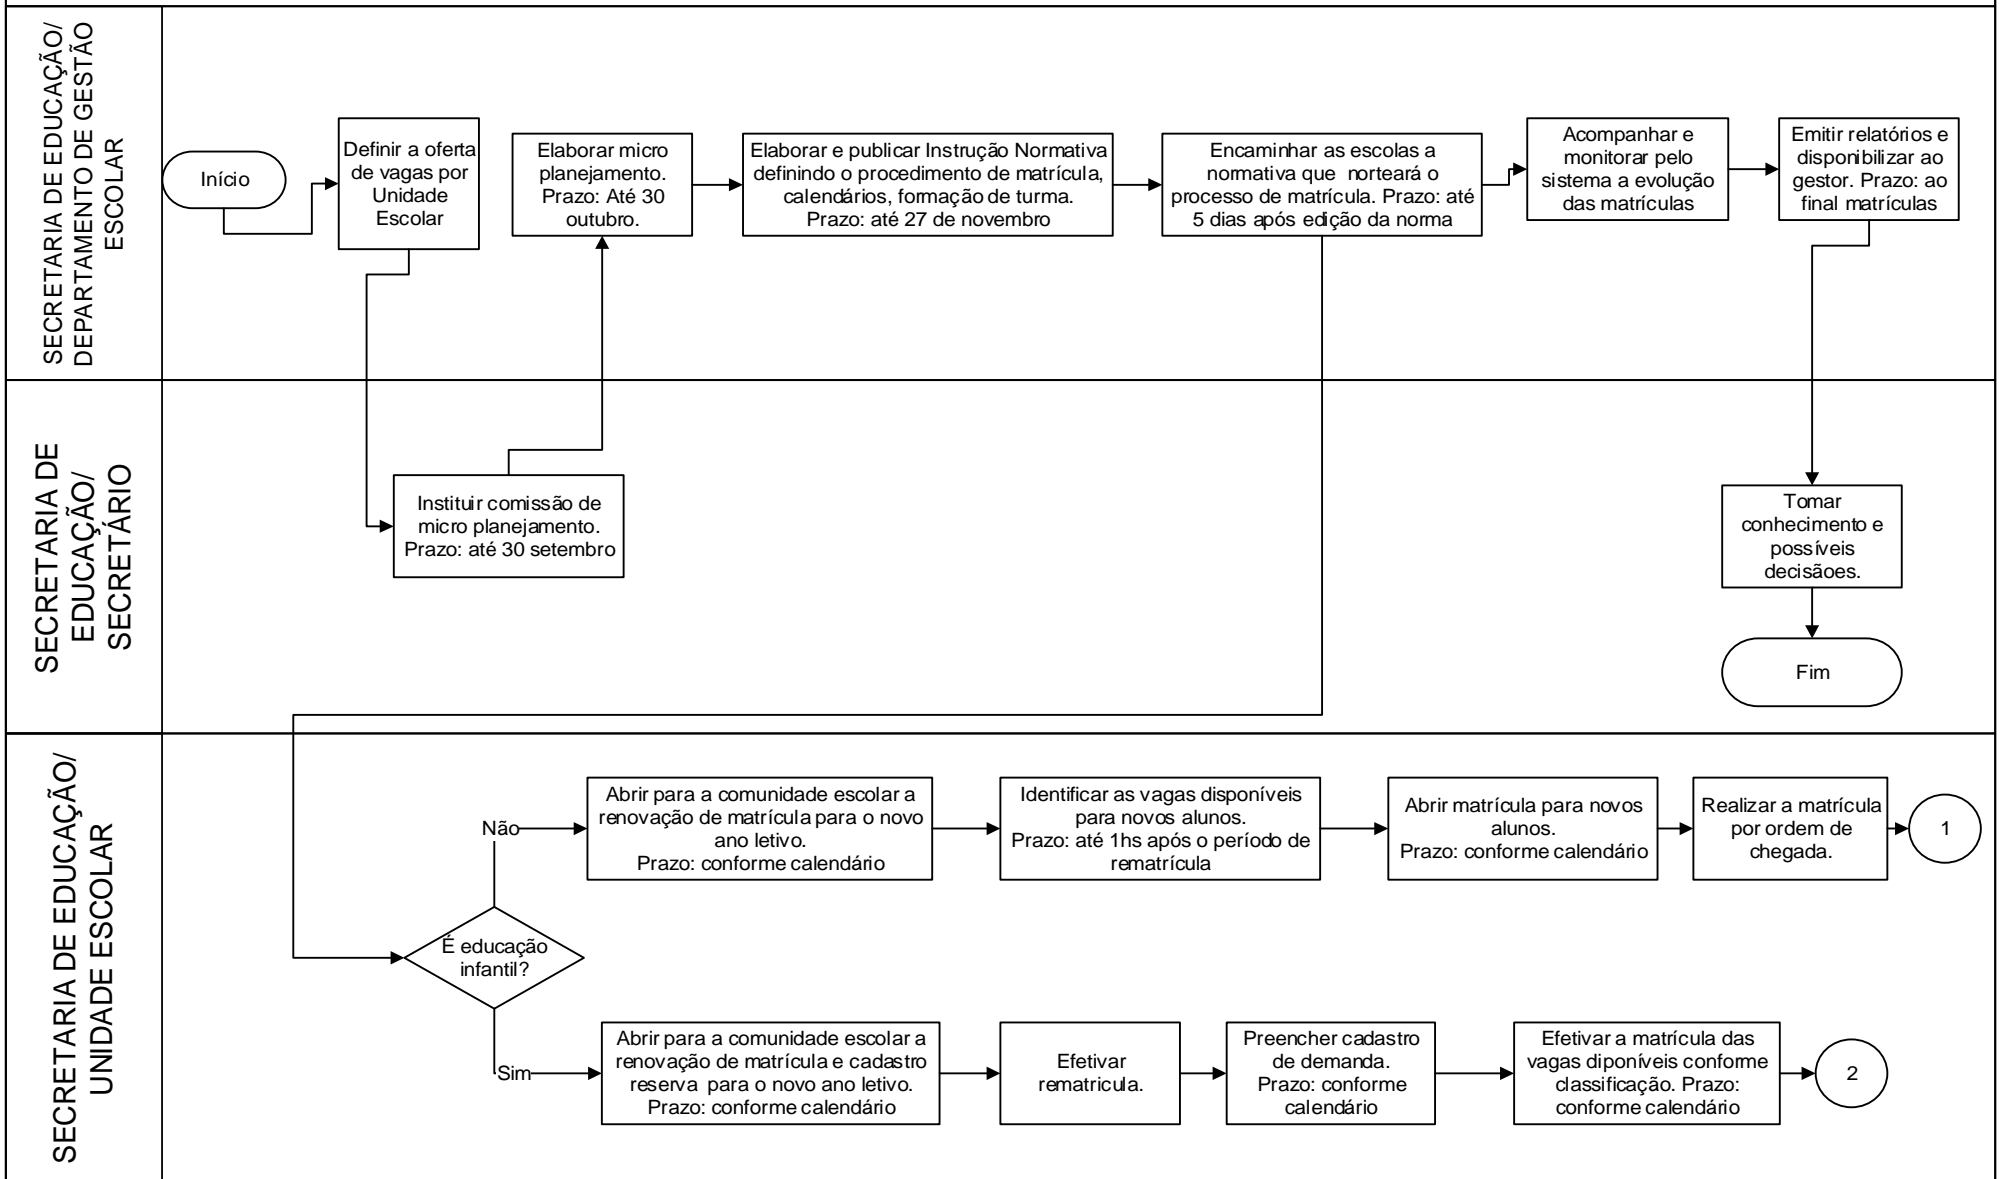 SECRETARIA DE EDUCAÇÃO/
DEPARTAMENTO DE GESTÃO
ESCOLAR
Início
Definir a oferta
de vagas por
Unidade
Escolar
Elaborar micro
planejamento.
Prazo: Até 30
outubro.
Elaborar e publicar Instrução Normativa
definindo o procedimento de matrícula,
calendários, formação de turma.
Prazo: até 27 de novembro
Encaminhar as escolas a
normativa que norteará o
processo de matrícula. Prazo: até
5 dias após edição da norma
Acompanhar e
monitorar pelo
sistema a evolução
das matrículas
Emitir relatórios e
disponibilizar ao
gestor. Prazo: ao
final matrículas
SECRETARIA DE
EDUCAÇÃO/
SECRETÁRIO
Instituir comissão de
micro planejamento.
Prazo: até 30 setembro
Tomar
conhecimento e
possíveis
decisãoes.
Fim
SECRETARIA DE EDUCAÇÃO/
UNIDADE ESCOLAR
É educação
infantil?
Não
Abrir para a comunidade escolar a
renovação de matrícula para o novo
ano letivo.
Prazo: conforme calendário
Identificar as vagas disponíveis
para novos alunos.
Prazo: até 1hs após o período de
rematrícula
Abrir matrícula para novos
alunos.
Prazo: conforme calendário
Realizar a matrícula
por ordem de
chegada.
1
Sim
Abrir para a comunidade escolar a
renovação de matrícula e cadastro
reserva para o novo ano letivo.
Prazo: conforme calendário
Efetivar
rematricula.
Preencher cadastro
de demanda.
Prazo: conforme
calendário
Efetivar a matrícula das
vagas diponíveis conforme
classificação. Prazo:
conforme calendário
2